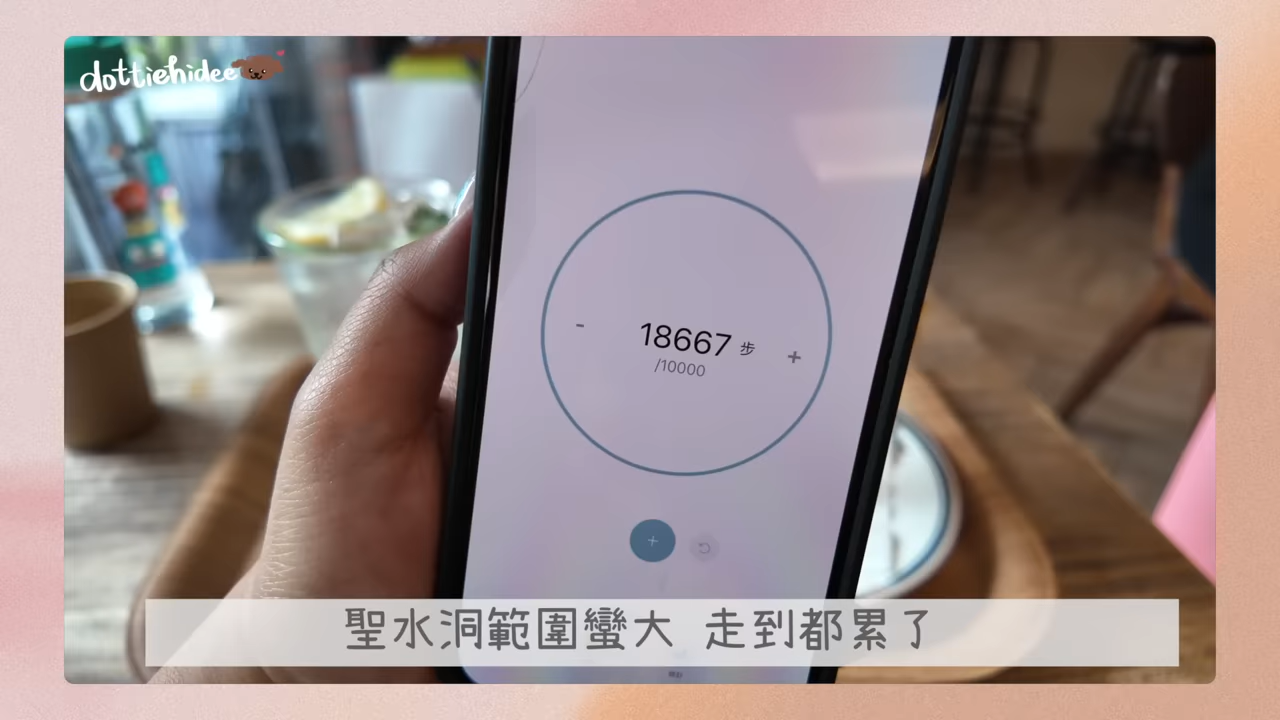 dottiehidee
-
18667 步
+
/10000
+
聖水洞範圍蠻大 走到都累了